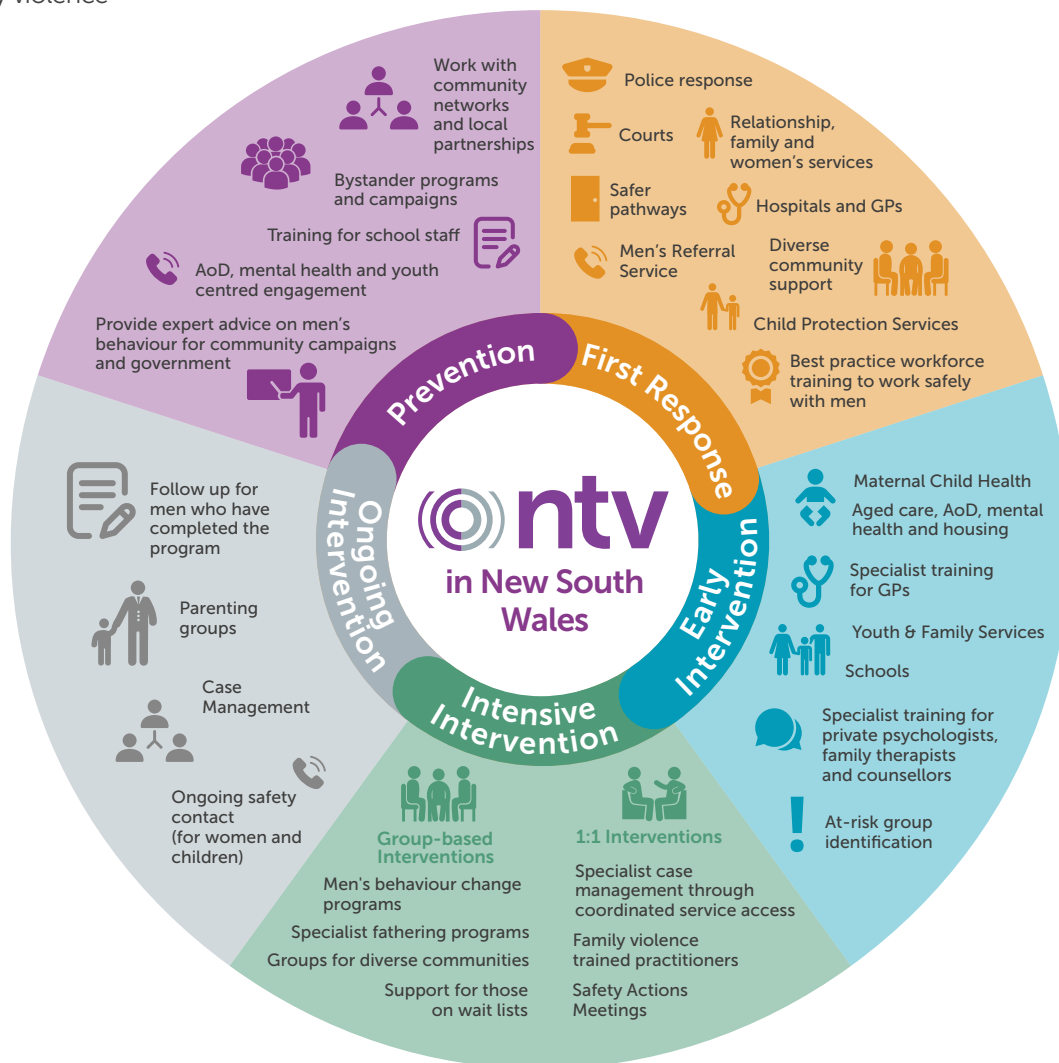 violence
Work with
community
networks
and local
partnerships
Bystander programs
and campaigns
Training for school staff
AoD, mental health and youth
centred engagement
Provide expert advice on men's
behaviour for community campaigns
and government
Prevention
Police response
Courts
Relationship,
family and
women's services
Safer
pathways
Hospitals and GPs
Men's Referral
Service
Diverse
community
support
Child Protection Services
Best practice workforce
training to work safely
with men
First Response
Maternal Child Health
Aged care, AoD, mental
health and housing
Specialist training
for GPs
Youth & Family Services
Schools
Specialist training for
private psychologists,
family therapists
and counsellors
At-risk group
identification
Early
Intervention
Intensive
Intervention
Group-based
Interventions
Men's behaviour change
programs
Specialist fathering programs
Groups for diverse communities
Support for those
on wait lists
1:1 Interventions
Specialist case
management through
coordinated service access
Family violence
trained practitioners
Safety Actions
Meetings
Ongoing
Intervention
Follow up for
men who have
completed the
program
Parenting
groups
Case
Management
Ongoing safety
contact
(for women and
children)
ntv
in New South
Wales